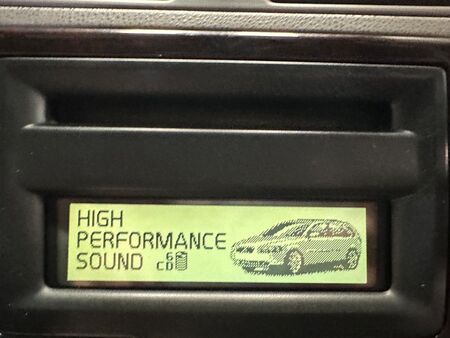 HIGH
PERFORMANCE
SOUND 6
CD